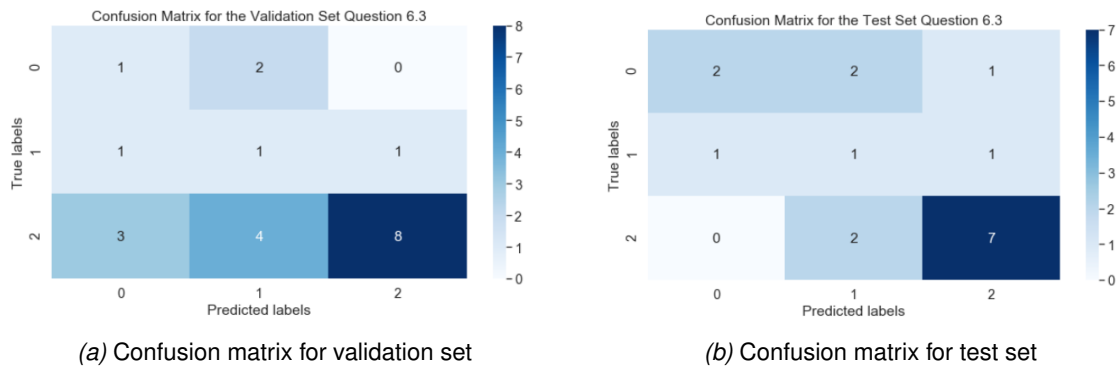 Confusion Matrix for the Validation Set Question 6.3
0 1 2 0
1 1 1 1
2 3 4 8
0 1 2
Predicted labels
True labels
8
7
6
5
4
3
2
1
0
(a) Confusion matrix for validation set
Confusion Matrix for the Test Set Question 6.3
0 2 2 1
1 1 1 1
2 0 2 7
0 1 2
Predicted labels
True labels
7
6
5
4
3
2
1
0
(b) Confusion matrix for test set